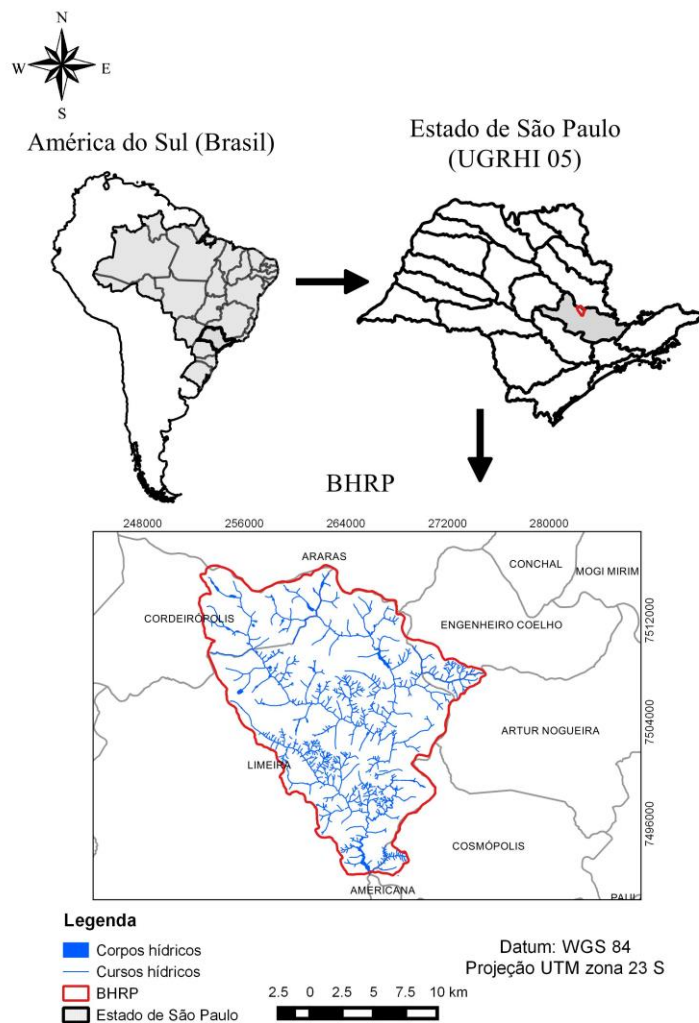 N
W E
S
América do Sul (Brasil)
Estado de São Paulo
(UGRHI 05)
BHRP
248000 256000 264000 272000 280000
ARARAS
CONCHAL
MOGI MIRIM
CORDEIRÓPOLIS
ENGENHEIRO COELHO
7512000
ARTUR NOGUEIRA
7504000
LIMEIRA
COSMÓPOLIS
7496000
AMERICANA
PAUL
Legenda
Corpos hídricos
Cursos hídricos
BHRP
Estado de São Paulo
Datum: WGS 84
Projeção UTM zona 23 S
2.5 0 2.5 5 7.5 10 km